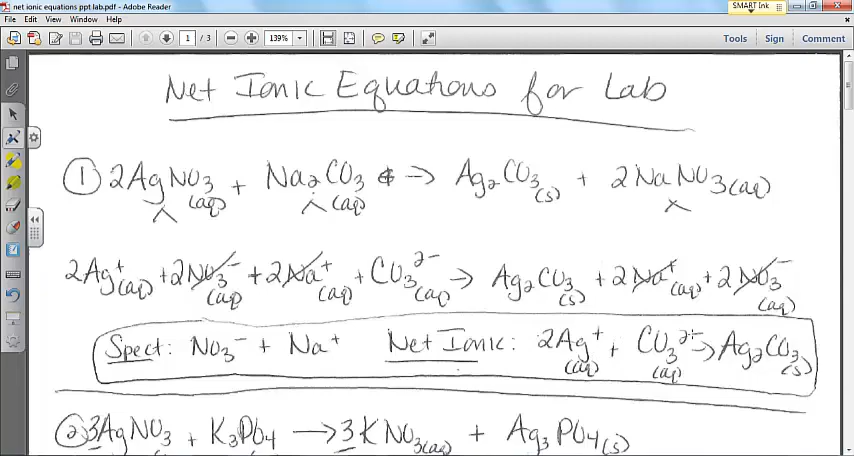 net ionic equations ppt lab.pdf - Adobe Reader
SMART Ink
File Edit View Window Help
1 / 3 139% Tools Sign Comment
Net Ionic Equations for Lab
① 2AgNO3(aq) + Na2CO3(aq) → Ag2CO3(s) + 2NaNO3(aq)
2Ag+(aq) + 2NO3-(aq) + 2Na+(aq) + CO3 2-(aq) → Ag2CO3(s) + 2Na+(aq) + 2NO3-(aq)
Spect: NO3- + Na+ Net Ionic: 2Ag+(aq) + CO3 2-(aq) → Ag2CO3(s)
② 3AgNO3 + K3PO4 → 3KNO3(aq) + Ag3PO4(s)